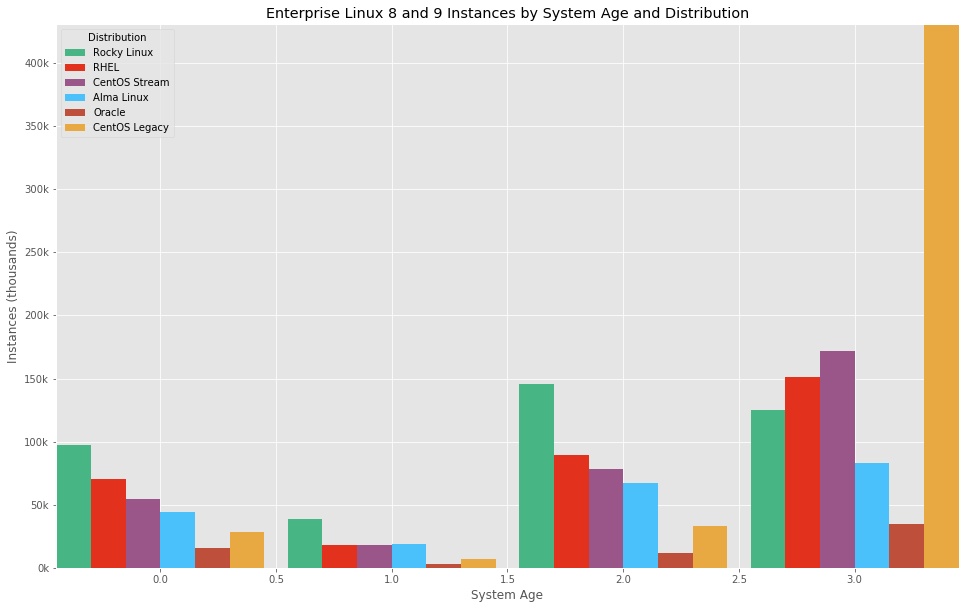 Enterprise Linux 8 and 9 Instances by System Age and Distribution
Distribution
Rocky Linux
RHEL
CentOS Stream
Alma Linux
Oracle
CentOS Legacy
Instances (thousands)
400k
350k
300k
250k
200k
150k
100k
50k
0k
0.0 0.5 1.0 1.5 2.0 2.5 3.0
System Age